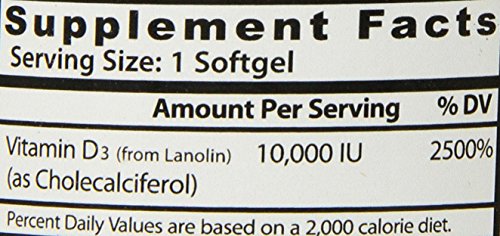 Supplement Facts
Serving Size: 1 Softgel
Amount Per Serving % DV
Vitamin D3 (from Lanolin) 10,000 IU 2500%
(as Cholecalciferol)
Percent Daily Values are based on a 2,000 calorie diet.